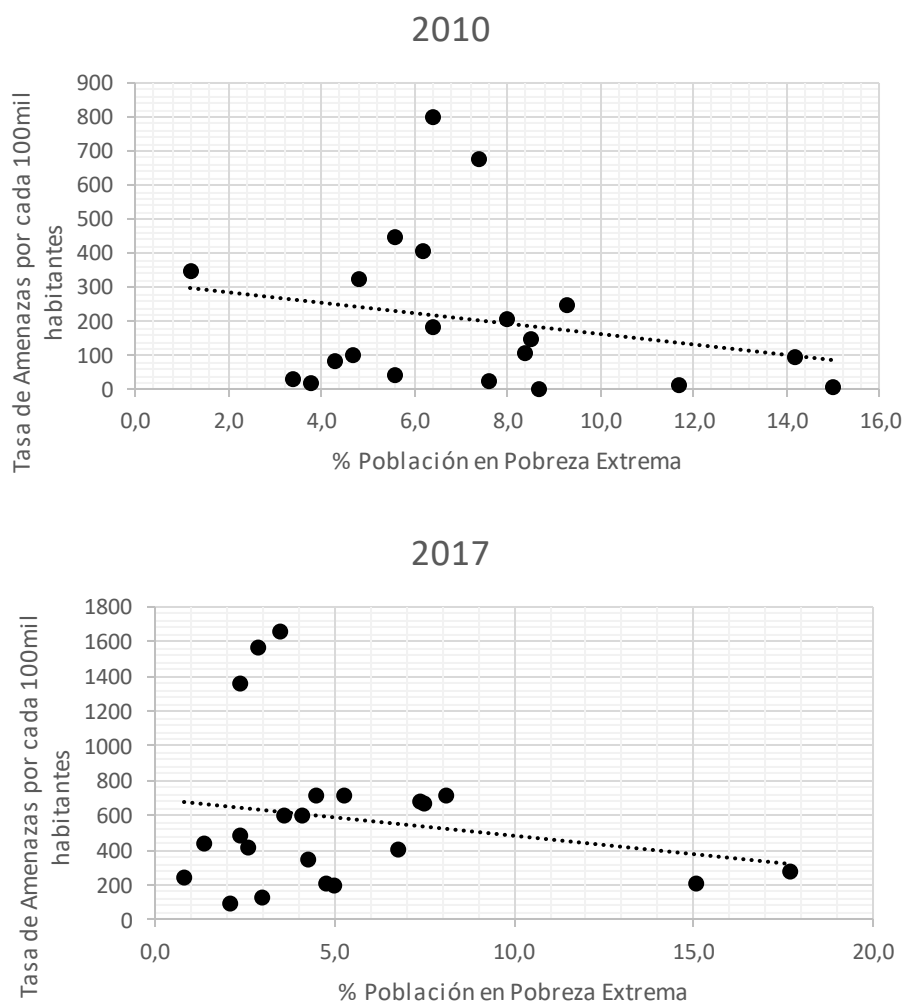 2010
Tasa de Amenazas por cada 100mil
habitantes
900
800
700
600
500
400
300
200
100
0
0,0 2,0 4,0 6,0 8,0 10,0 12,0 14,0 16,0
% Población en Pobreza Extrema
2017
Tasa de Amenazas por cada 100mil
habitantes
1800
1600
1400
1200
1000
800
600
400
200
0
0,0 5,0 10,0 15,0 20,0
% Población en Pobreza Extrema